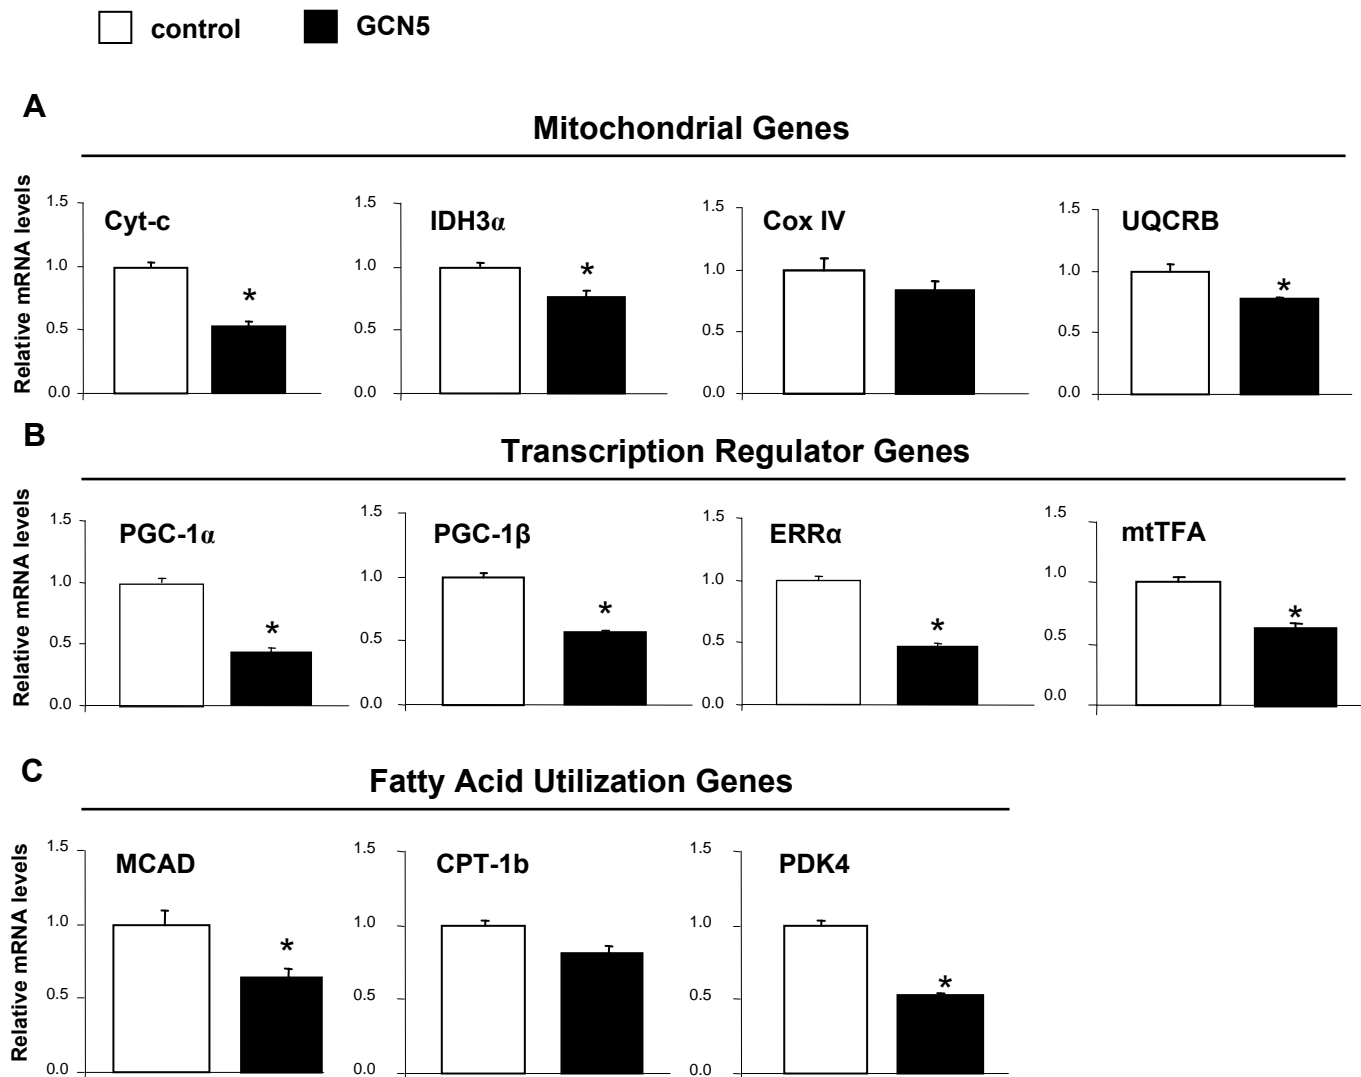 control GCN5
A
Mitochondrial Genes
Relative mRNA levels
1.5 1.0 0.5 0.0
Cyt-c
*
1.5 1.0 0.5 0.0
IDH3α
*
1.5 1.0 0.5 0.0
Cox IV
1.5 1.0 0.5 0.0
UQCRB
*
B
Transcription Regulator Genes
Relative mRNA levels
1.5 1.0 0.5 0.0
PGC-1α
*
1.5 1.0 0.5 0.0
PGC-1β
*
1.5 1.0 0.5 0.0
ERRα
*
1.5 1.0 0.5 0.0
mtTFA
*
C
Fatty Acid Utilization Genes
Relative mRNA levels
1.5 1.0 0.5 0.0
MCAD
*
1.5 1.0 0.5 0.0
CPT-1b
1.5 1.0 0.5 0.0
PDK4
*